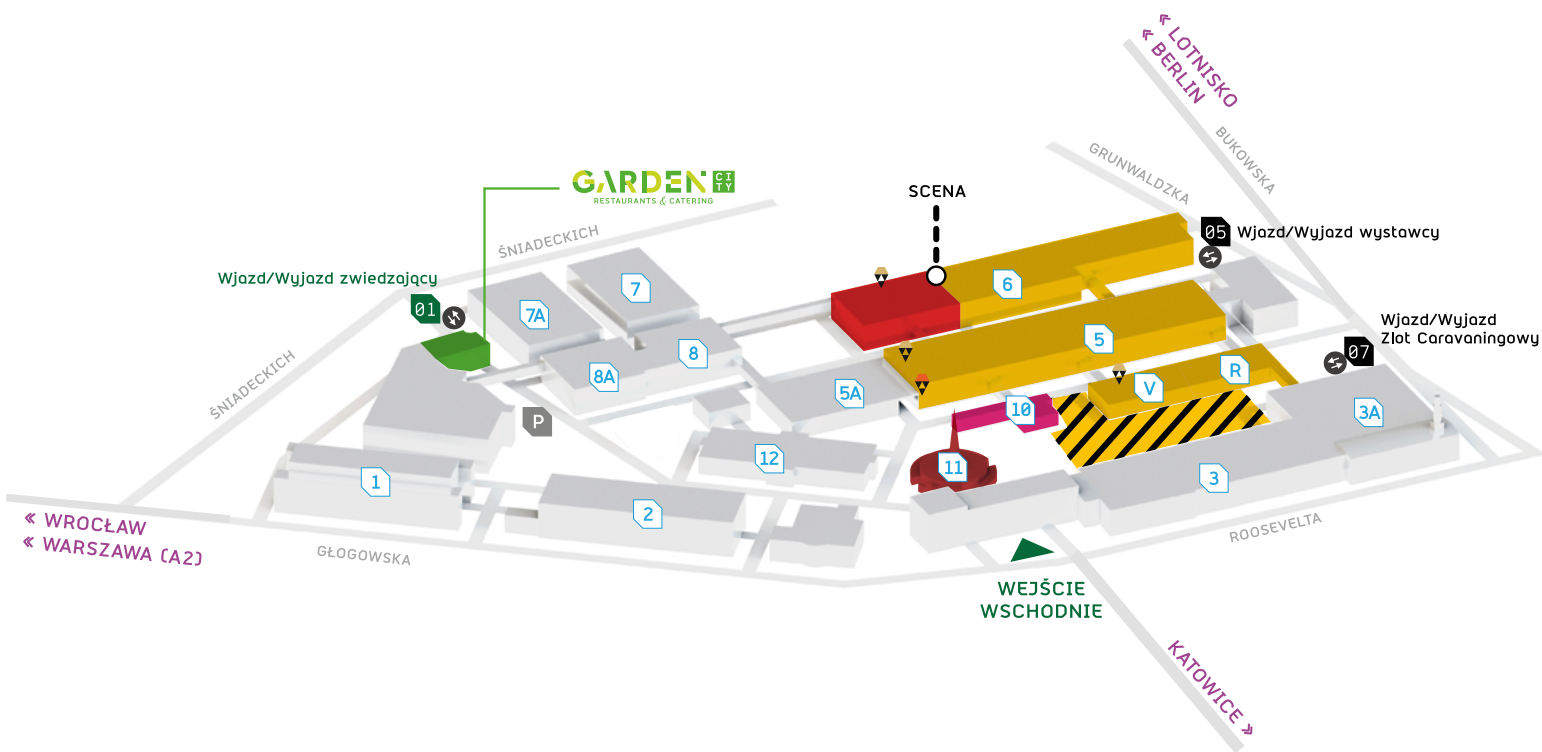 LOTNISKO
BERLIN
BUKOWSKA
GRUNWALDZKA
GARDEN CITY
RESTAURANTS & CATERING
SCENA
ŚNIADECKICH
05 Wjazd/Wyjazd wystawcy
Wjazd/Wyjazd zwiedzający
01
7
7A
6
5
Wjazd/Wyjazd
Zlot Caravaningowy
07
8
8A
5A
V
R
10
3A
ŚNIADECKICH
P
12
11
1
2
3
WROCŁAW
WARSZAWA (A2)
GŁOGOWSKA
ROOSEVELTA
WEJŚCIE
WSCHODNIE
KATOWICE